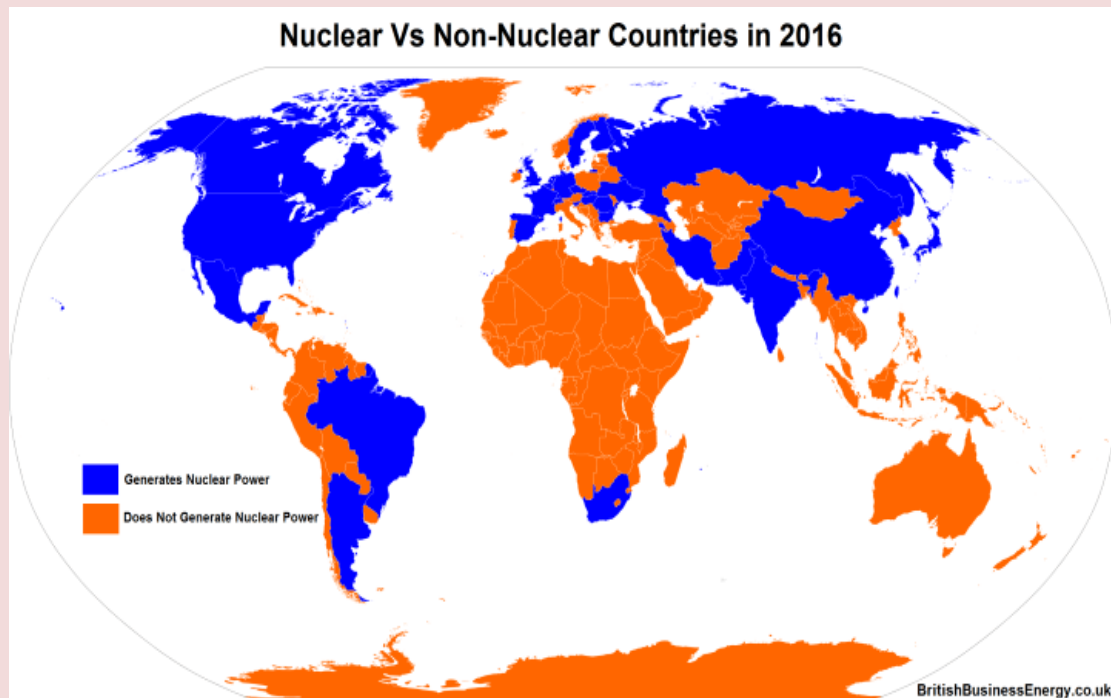 Nuclear Vs Non-Nuclear Countries in 2016
Generates Nuclear Power
Does Not Generate Nuclear Power
BritishBusinessEnergy.co.uk